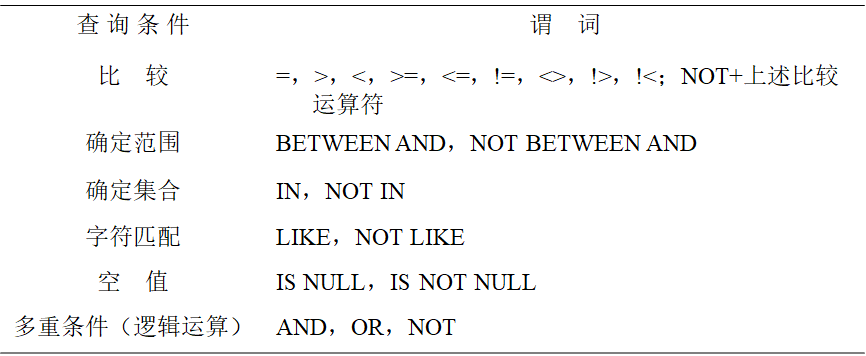 查询条件 谓 词
比 较 =，>，<，>=，<=，!=，<>，!>，!<；NOT+上述比较
运算符
确定范围 BETWEEN AND，NOT BETWEEN AND
确定集合 IN，NOT IN
字符匹配 LIKE，NOT LIKE
空 值 IS NULL，IS NOT NULL
多重条件（逻辑运算） AND，OR，NOT